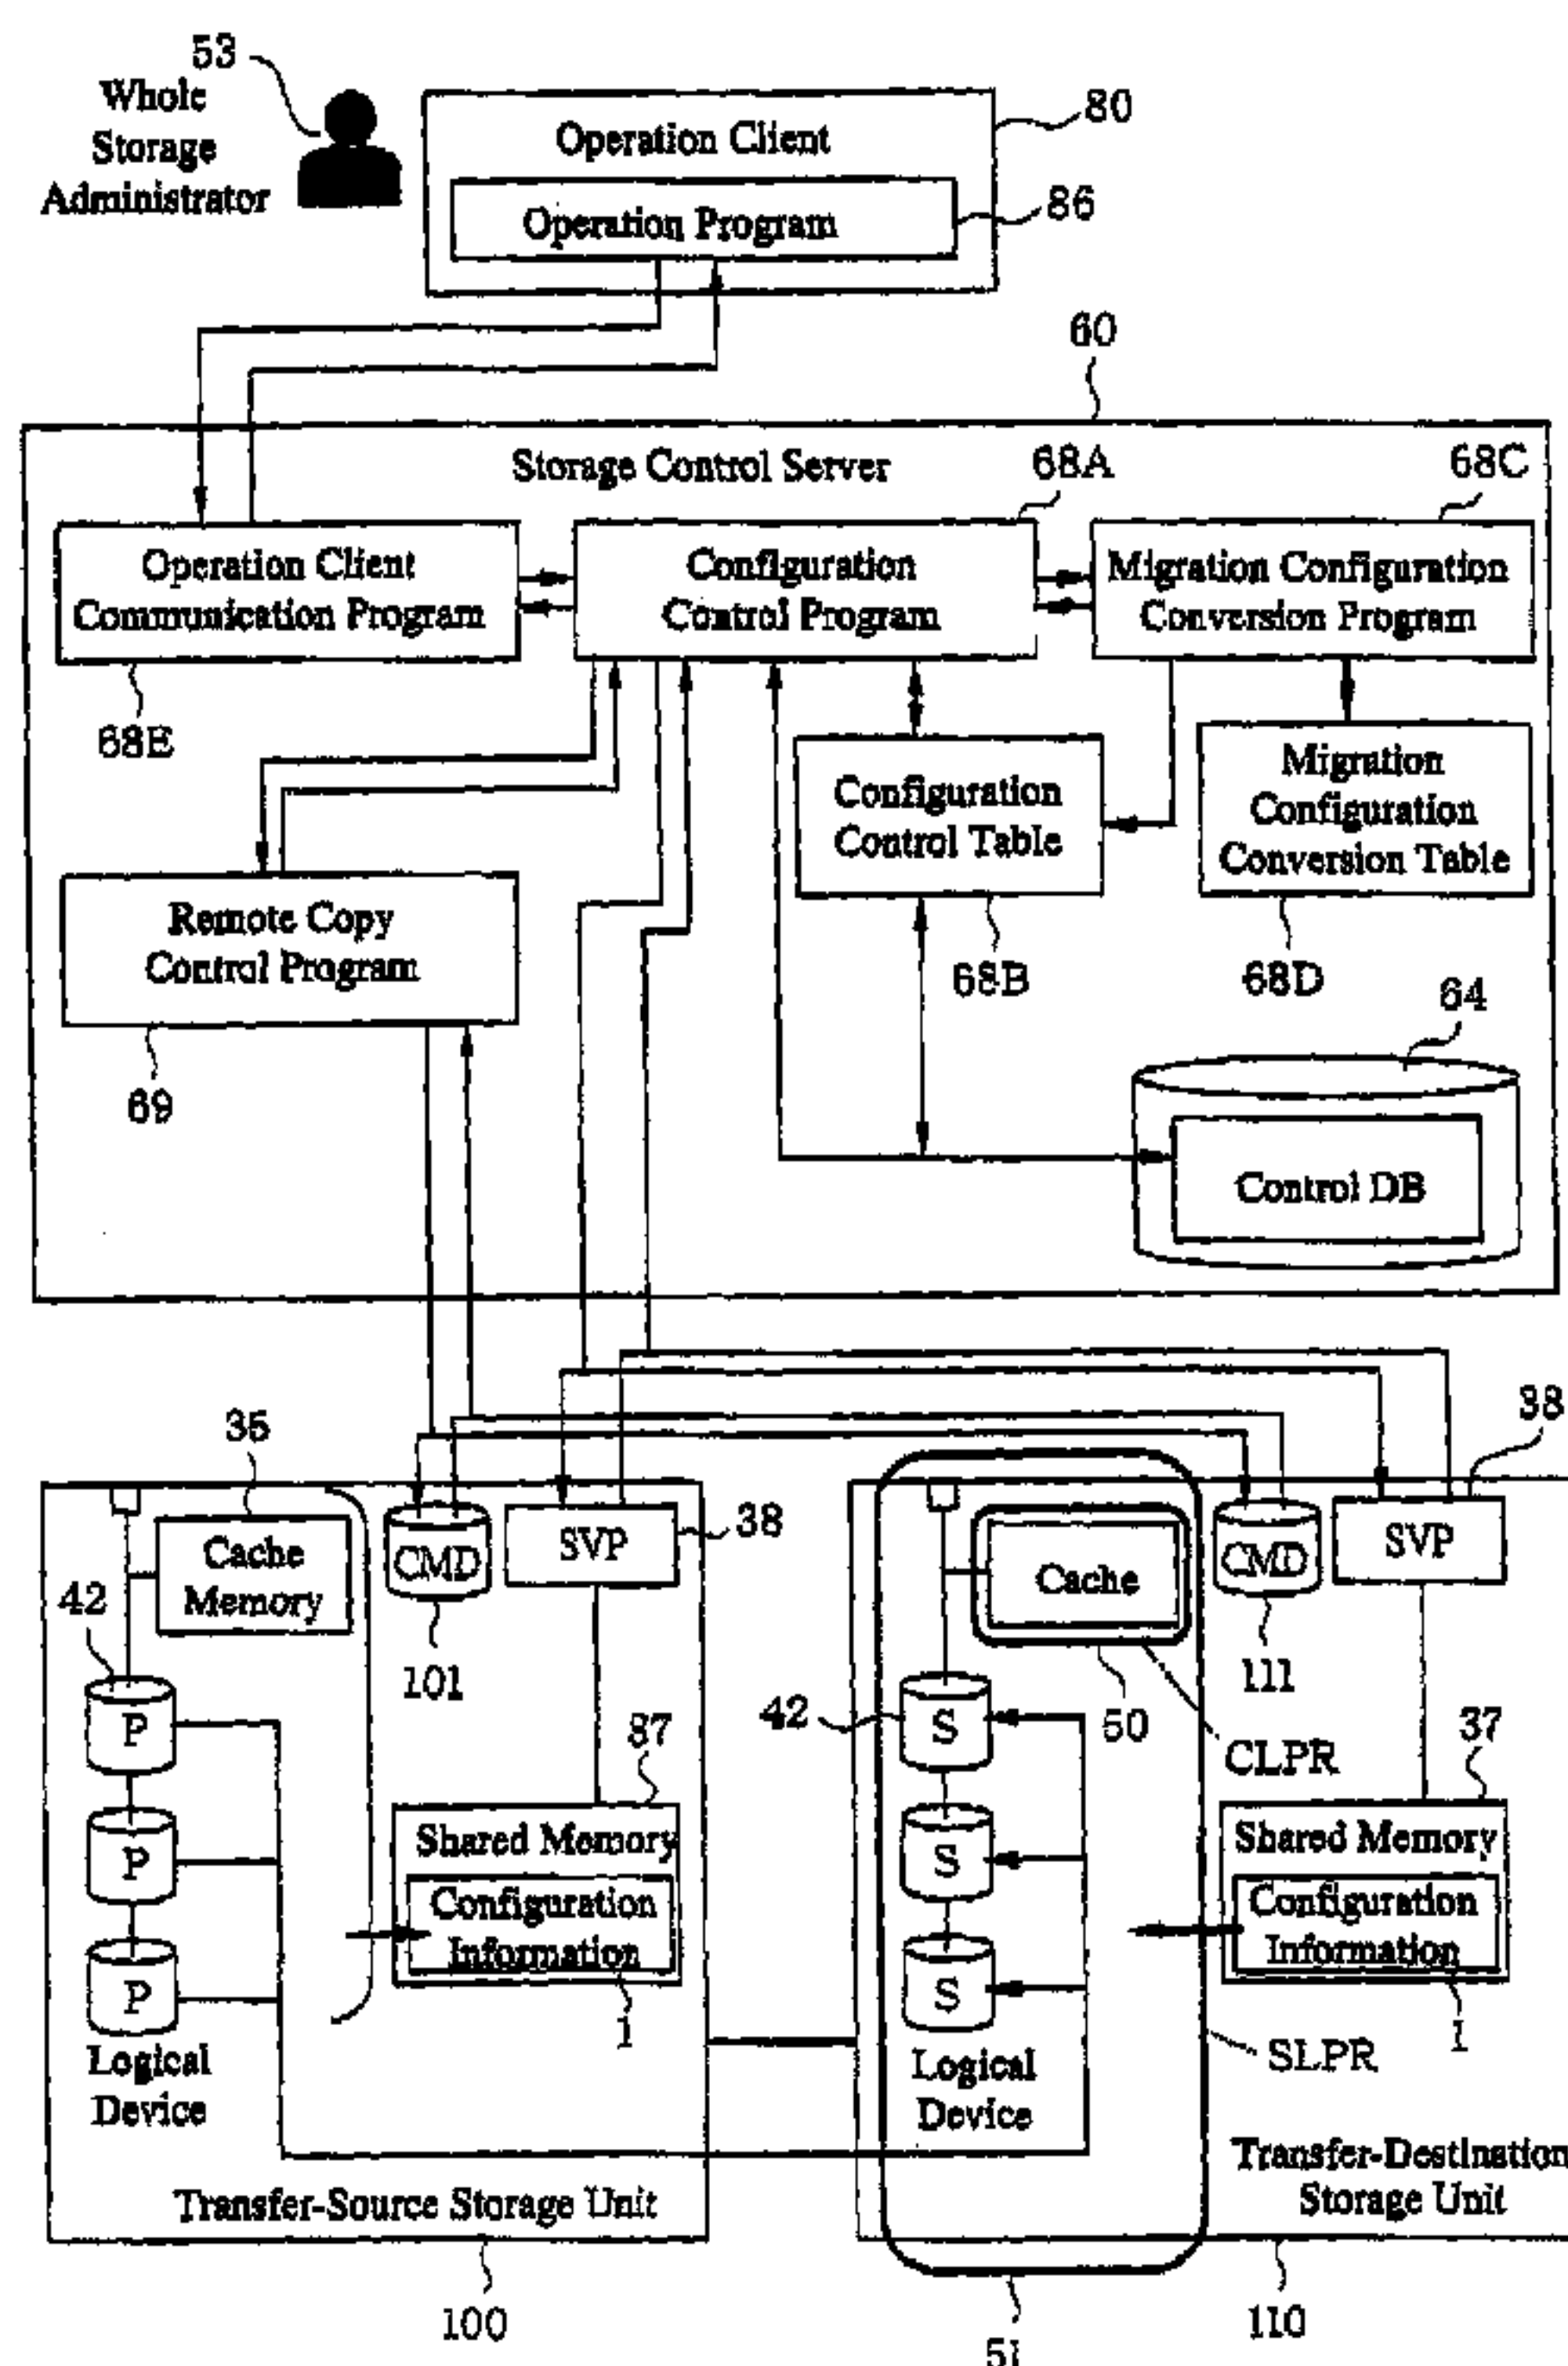 53
Whole
Storage
Administrator
Operation Client
80
Operation Program
86
60
Storage Control Server
68A
68C
Operation Client
Communication Program
Configuration
Control Program
Migration Configuration
Conversion Program
68E
Configuration
Control Table
Migration
Configuration
Conversion Table
Remote Copy
Control Program
68B
68D
64
69
Control DB
35
38
Cache
Memory
CMD
SVP
38
Cache
CMD
SVP
42
101
111
P
87
42
S
50
CLPR
37
P
Shared Memory
S
Shared Memory
Configuration
Information
Configuration
Information
P
1
S
1
Logical
Device
Logical
Device
SLPR
Transfer-Source Storage Unit
Transfer-Destination
Storage Unit
100
51
110